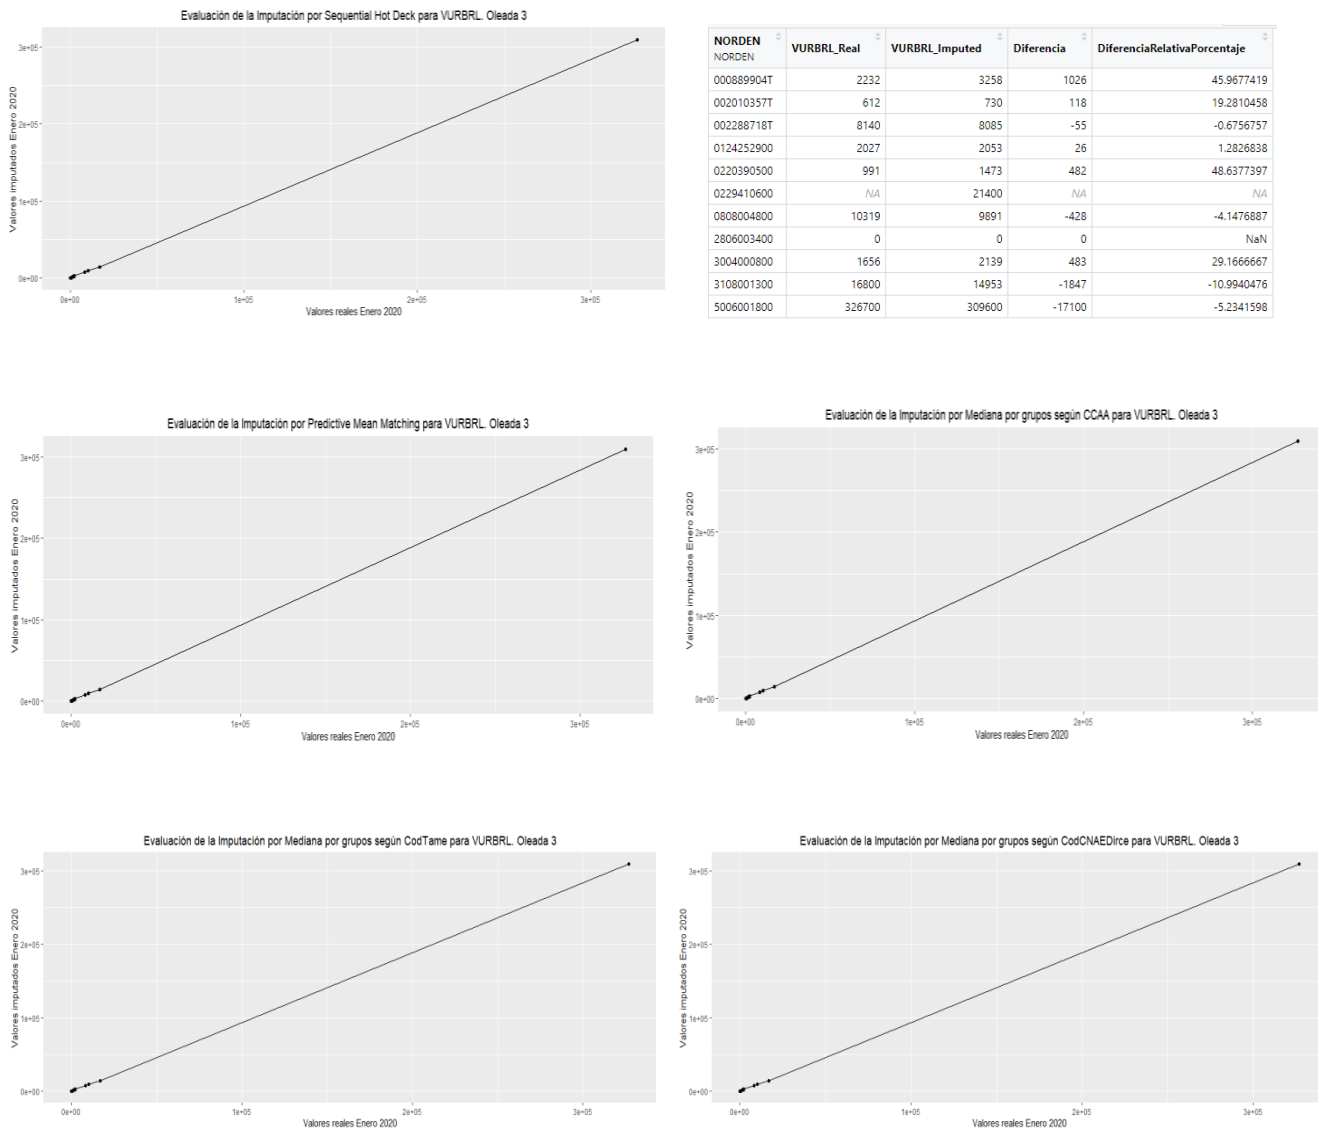 Evaluación de la Imputación por Sequential Hot Deck para VURBRL. Oleada 3
Valores imputados Enero 2020
3e+05
2e+05
1e+05
0e+00
0e+00 1e+05 2e+05 3e+05
Valores reales Enero 2020
NORDEN VURBRL_Real VURBRL_Imputed Diferencia DiferenciaRelativaPorcentaje
NORDEN
000889904T 2232 3258 1026 45.9677419
002010357T 612 730 118 19.2810458
002288718T 8140 8085 -55 -0.6756757
0124252900 2027 2053 26 1.2826838
0220390500 991 1473 482 48.6377397
0229410600 NA 21400 NA NA
0808004800 10319 9891 -428 -4.1476887
2806003400 0 0 0 NaN
3004000800 1656 2139 483 29.1666667
3108001300 16800 14953 -1847 -10.9940476
5006001800 326700 309600 -17100 -5.2341598
Evaluación de la Imputación por Predictive Mean Matching para VURBRL. Oleada 3
Valores imputados Enero 2020
3e+05
2e+05
1e+05
0e+00
0e+00 1e+05 2e+05 3e+05
Valores reales Enero 2020
Evaluación de la Imputación por Mediana por grupos según CCAA para VURBRL. Oleada 3
Valores imputados Enero 2020
3e+05
2e+05
1e+05
0e+00
0e+00 1e+05 2e+05 3e+05
Valores reales Enero 2020
Evaluación de la Imputación por Mediana por grupos según CodTame para VURBRL. Oleada 3
Valores imputados Enero 2020
3e+05
2e+05
1e+05
0e+00
0e+00 1e+05 2e+05 3e+05
Valores reales Enero 2020
Evaluación de la Imputación por Mediana por grupos según CodCNAEDirce para VURBRL. Oleada 3
Valores imputados Enero 2020
3e+05
2e+05
1e+05
0e+00
0e+00 1e+05 2e+05 3e+05
Valores reales Enero 2020